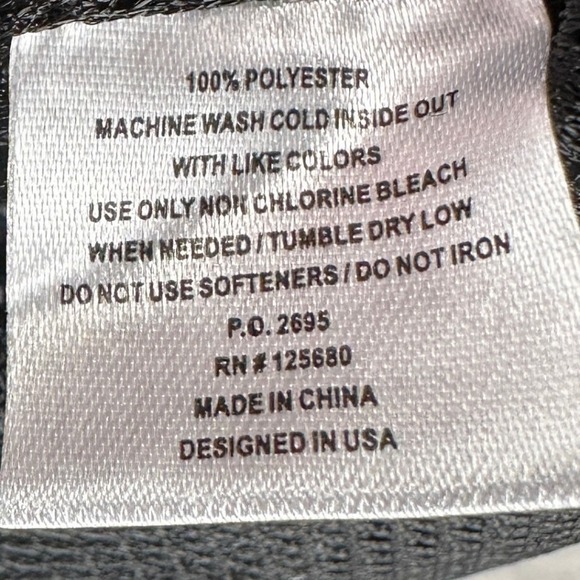 100% POLYESTER
MACHINE WASH COLD INSIDE OUT
WITH LIKE COLORS
USE ONLY NON CHLORINE BLEACH
WHEN NEEDED / TUMBLE DRY LOW
DO NOT USE SOFTENERS / DO NOT IRON
P.O. 2695
RN # 125680
MADE IN CHINA
DESIGNED IN USA